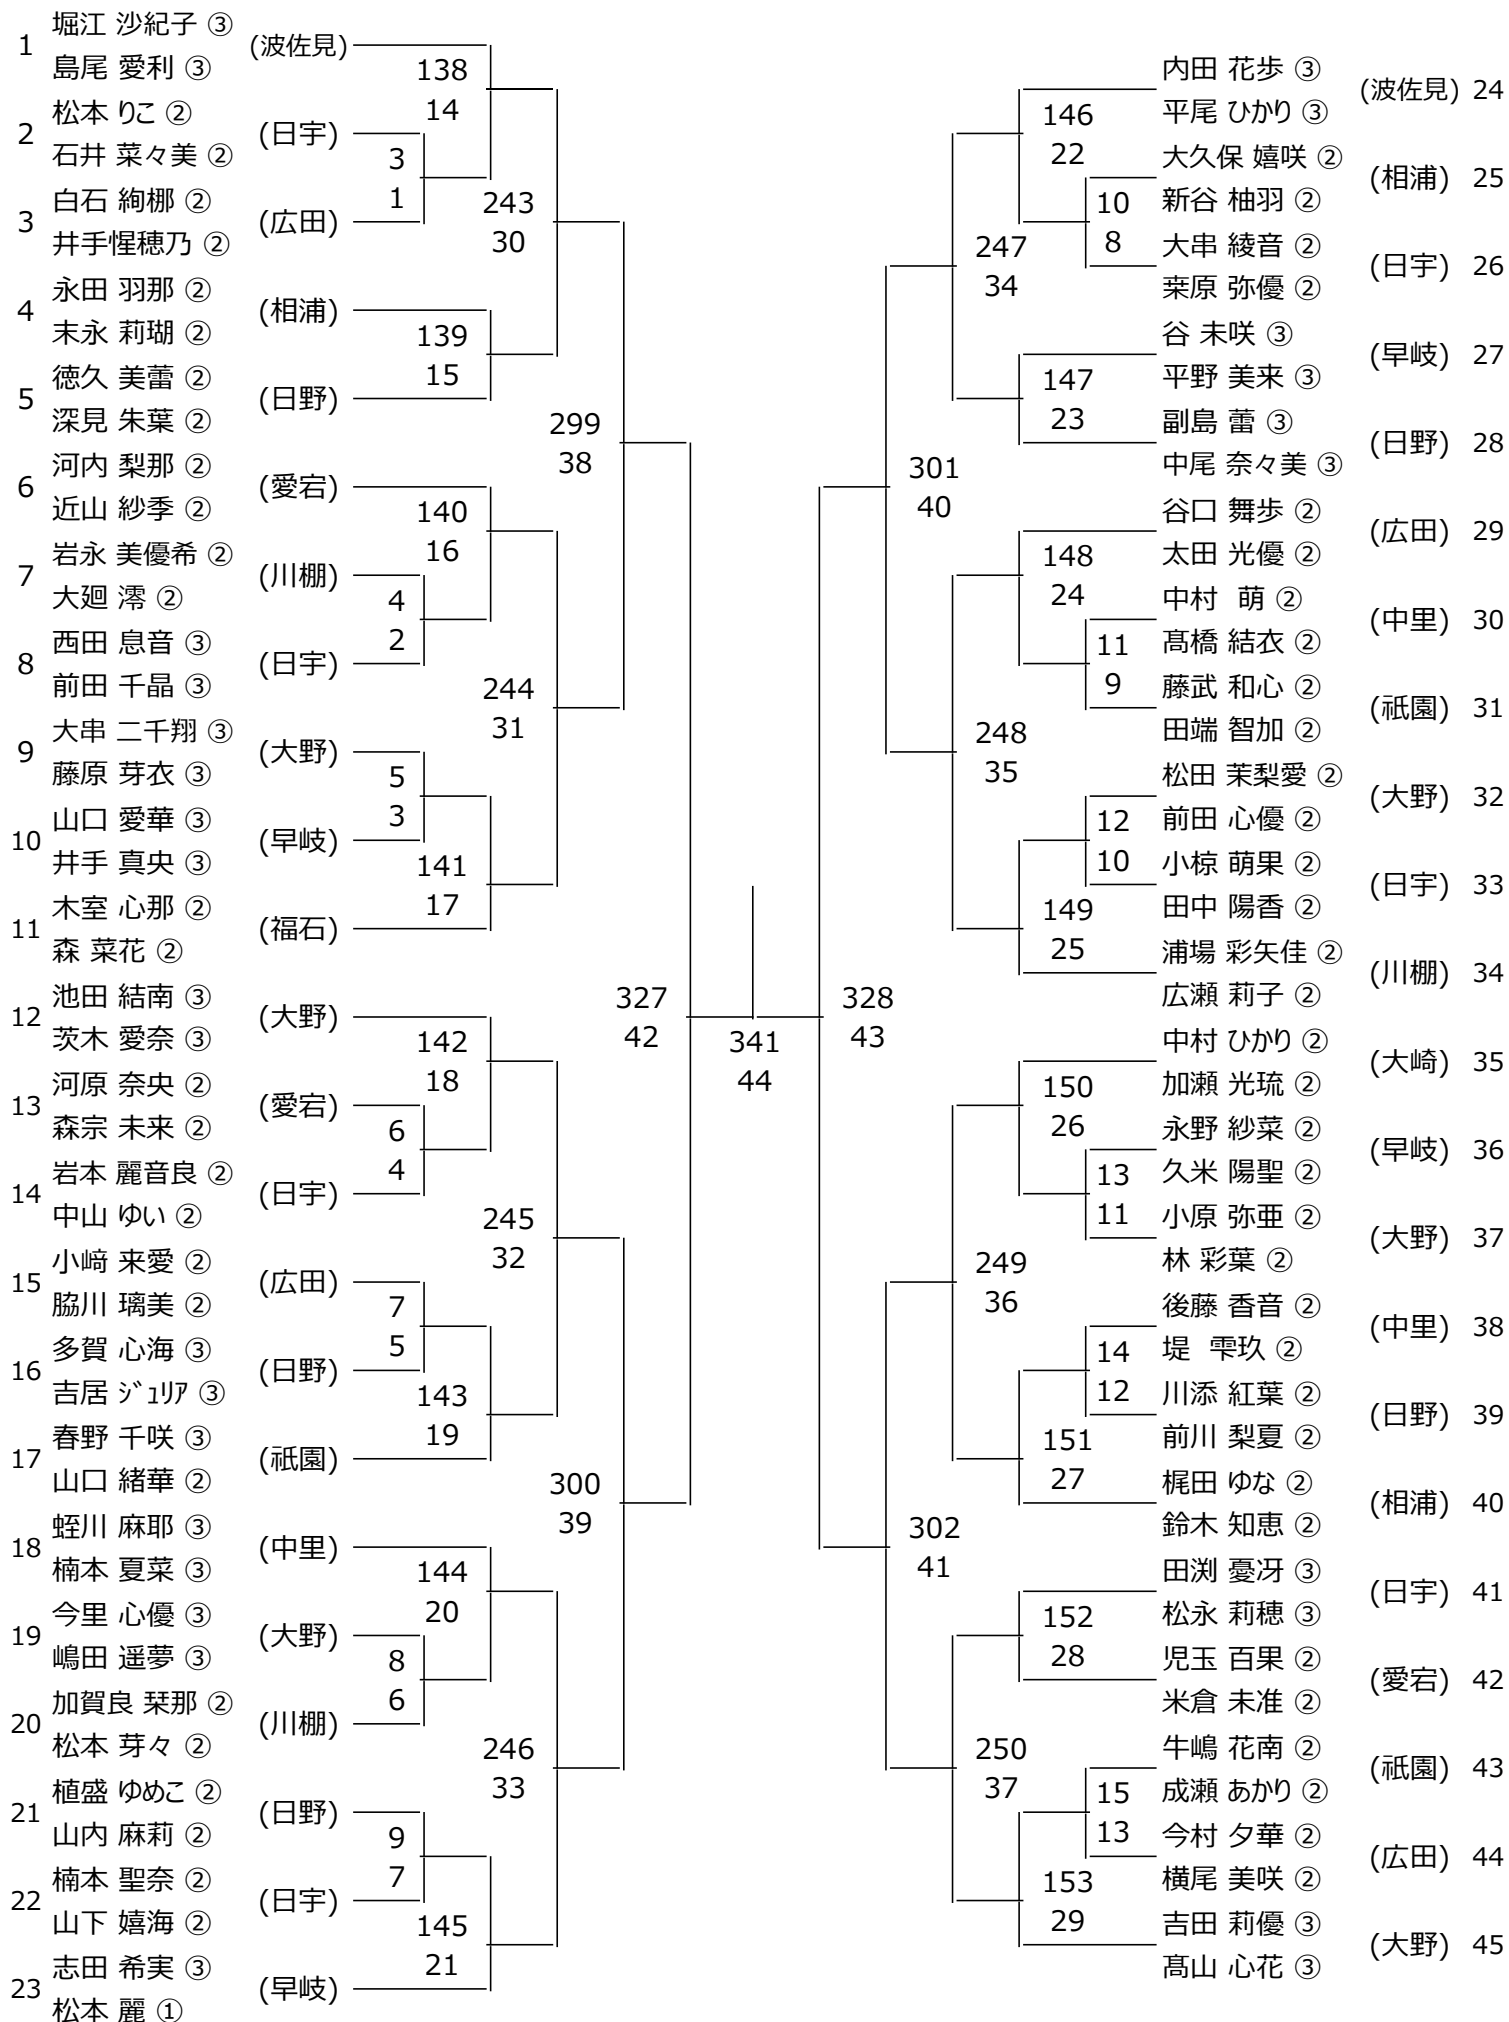 1 堀江 沙紀子 ③ (波佐見)
島尾 愛利 ③
138
14
2 松本 りこ ② (日宇)
石井 菜々美 ②
3
1
3 白石 絢梛 ② (広田)
井手惺穂乃 ②
243
30
4 永田 羽那 ② (相浦)
末永 莉瑚 ②
139
15
5 徳久 美蕾 ② (日野)
深見 朱葉 ②
299
38
6 河内 梨那 ② (愛宕)
近山 紗季 ②
140
16
7 岩永 美優希 ② (川棚)
大廻 澪 ②
4
2
8 西田 息音 ③ (日宇)
前田 千晶 ③
244
31
9 大串 二千翔 ③ (大野)
藤原 芽衣 ③
5
3
10 山口 愛華 ③ (早岐)
井手 真央 ③
141
17
11 木室 心那 ② (福石)
森 菜花 ②
12 池田 結南 ③ (大野)
茨木 愛奈 ③
327
42
142
18
13 河原 奈央 ② (愛宕)
森宗 未来 ②
6
4
14 岩本 麗音良 ② (日宇)
中山 ゆい ②
245
32
15 小﨑 来愛 ② (広田)
脇川 璃美 ②
7
5
16 多賀 心海 ③ (日野)
吉居 ジュリア ③
143
19
17 春野 千咲 ③ (祇園)
山口 緒華 ②
300
39
18 蛭川 麻耶 ③ (中里)
楠本 夏菜 ③
144
20
19 今里 心優 ③ (大野)
嶋田 遥夢 ③
8
6
20 加賀良 栞那 ② (川棚)
松本 芽々 ②
246
33
21 植盛 ゆめこ ② (日野)
山内 麻莉 ②
9
7
22 楠本 聖奈 ② (日宇)
山下 嬉海 ②
145
21
23 志田 希実 ③ (早岐)
松本 麗 ①
341
44
内田 花歩 ③ (波佐見) 24
平尾 ひかり ③
146
22
大久保 嬉咲 ② (相浦) 25
新谷 柚羽 ②
10
8
大串 綾音 ② (日宇) 26
桒原 弥優 ②
247
34
谷 未咲 ③ (早岐) 27
平野 美来 ③
147
23
副島 蕾 ③ (日野) 28
中尾 奈々美 ③
301
40
谷口 舞歩 ② (広田) 29
太田 光優 ②
148
24
中村 萌 ② (中里) 30
髙橋 結衣 ②
11
9
藤武 和心 ② (祇園) 31
田端 智加 ②
248
35
松田 茉梨愛 ② (大野) 32
前田 心優 ②
12
10
小椋 萌果 ② (日宇) 33
田中 陽香 ②
149
25
浦場 彩矢佳 ② (川棚) 34
広瀬 莉子 ②
328
43
中村 ひかり ② (大崎) 35
加瀬 光琉 ②
150
26
永野 紗菜 ② (早岐) 36
久米 陽聖 ②
13
11
小原 弥亜 ② (大野) 37
林 彩葉 ②
249
36
後藤 香音 ② (中里) 38
堤 雫玖 ②
14
12
川添 紅葉 ② (日野) 39
前川 梨夏 ②
151
27
梶田 ゆな ② (相浦) 40
鈴木 知恵 ②
302
41
田渕 憂冴 ③ (日宇) 41
松永 莉穂 ③
152
28
児玉 百果 ② (愛宕) 42
米倉 未准 ②
250
37
牛嶋 花南 ② (祇園) 43
成瀬 あかり ②
15
13
今村 夕華 ② (広田) 44
横尾 美咲 ②
153
29
吉田 莉優 ③ (大野) 45
髙山 心花 ③